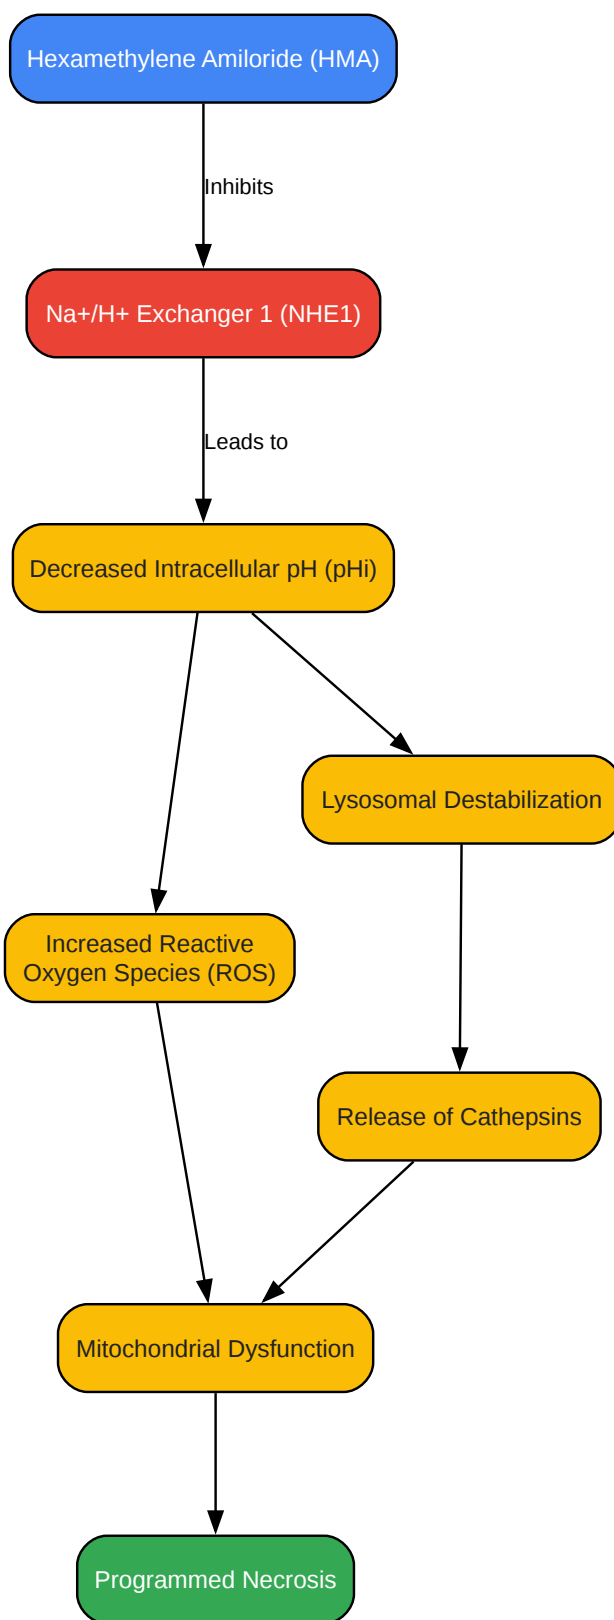 Hexamethylene Amiloride (HMA)
Inhibits
Na+/H+ Exchanger 1 (NHE1)
Leads to
Decreased Intracellular pH (pHi)
Lysosomal Destabilization
Increased Reactive
Oxygen Species (ROS)
Release of Cathepsins
Mitochondrial Dysfunction
Programmed Necrosis